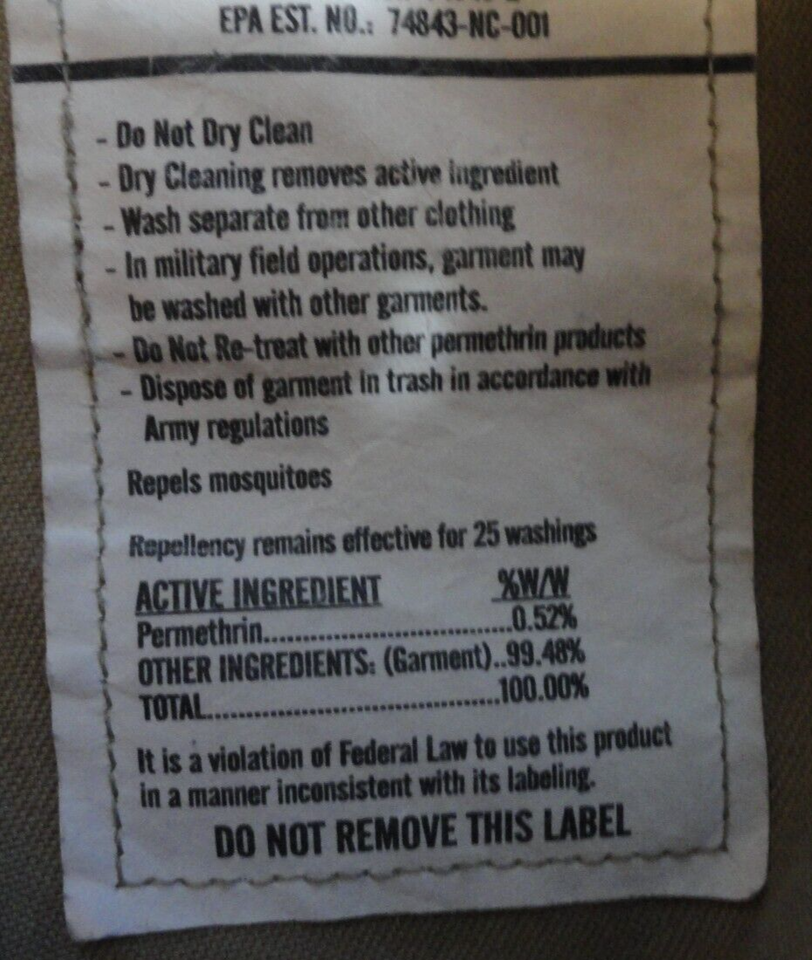 EPA EST. NO.: 74843-NC-001
- Do Not Dry Clean
- Dry Cleaning removes active ingredient
- Wash separate from other clothing
- In military field operations, garment may
be washed with other garments.
- Do Not Re-treat with other permethrin products
- Dispose of garment in trash in accordance with
Army regulations
Repels mosquitoes
Repellency remains effective for 25 washings
ACTIVE INGREDIENT %W/W
Permethrin..................................0.52%
OTHER INGREDIENTS: (Garment)..99.48%
TOTAL.......................................100.00%
It is a violation of Federal Law to use this product
in a manner inconsistent with its labeling.
DO NOT REMOVE THIS LABEL